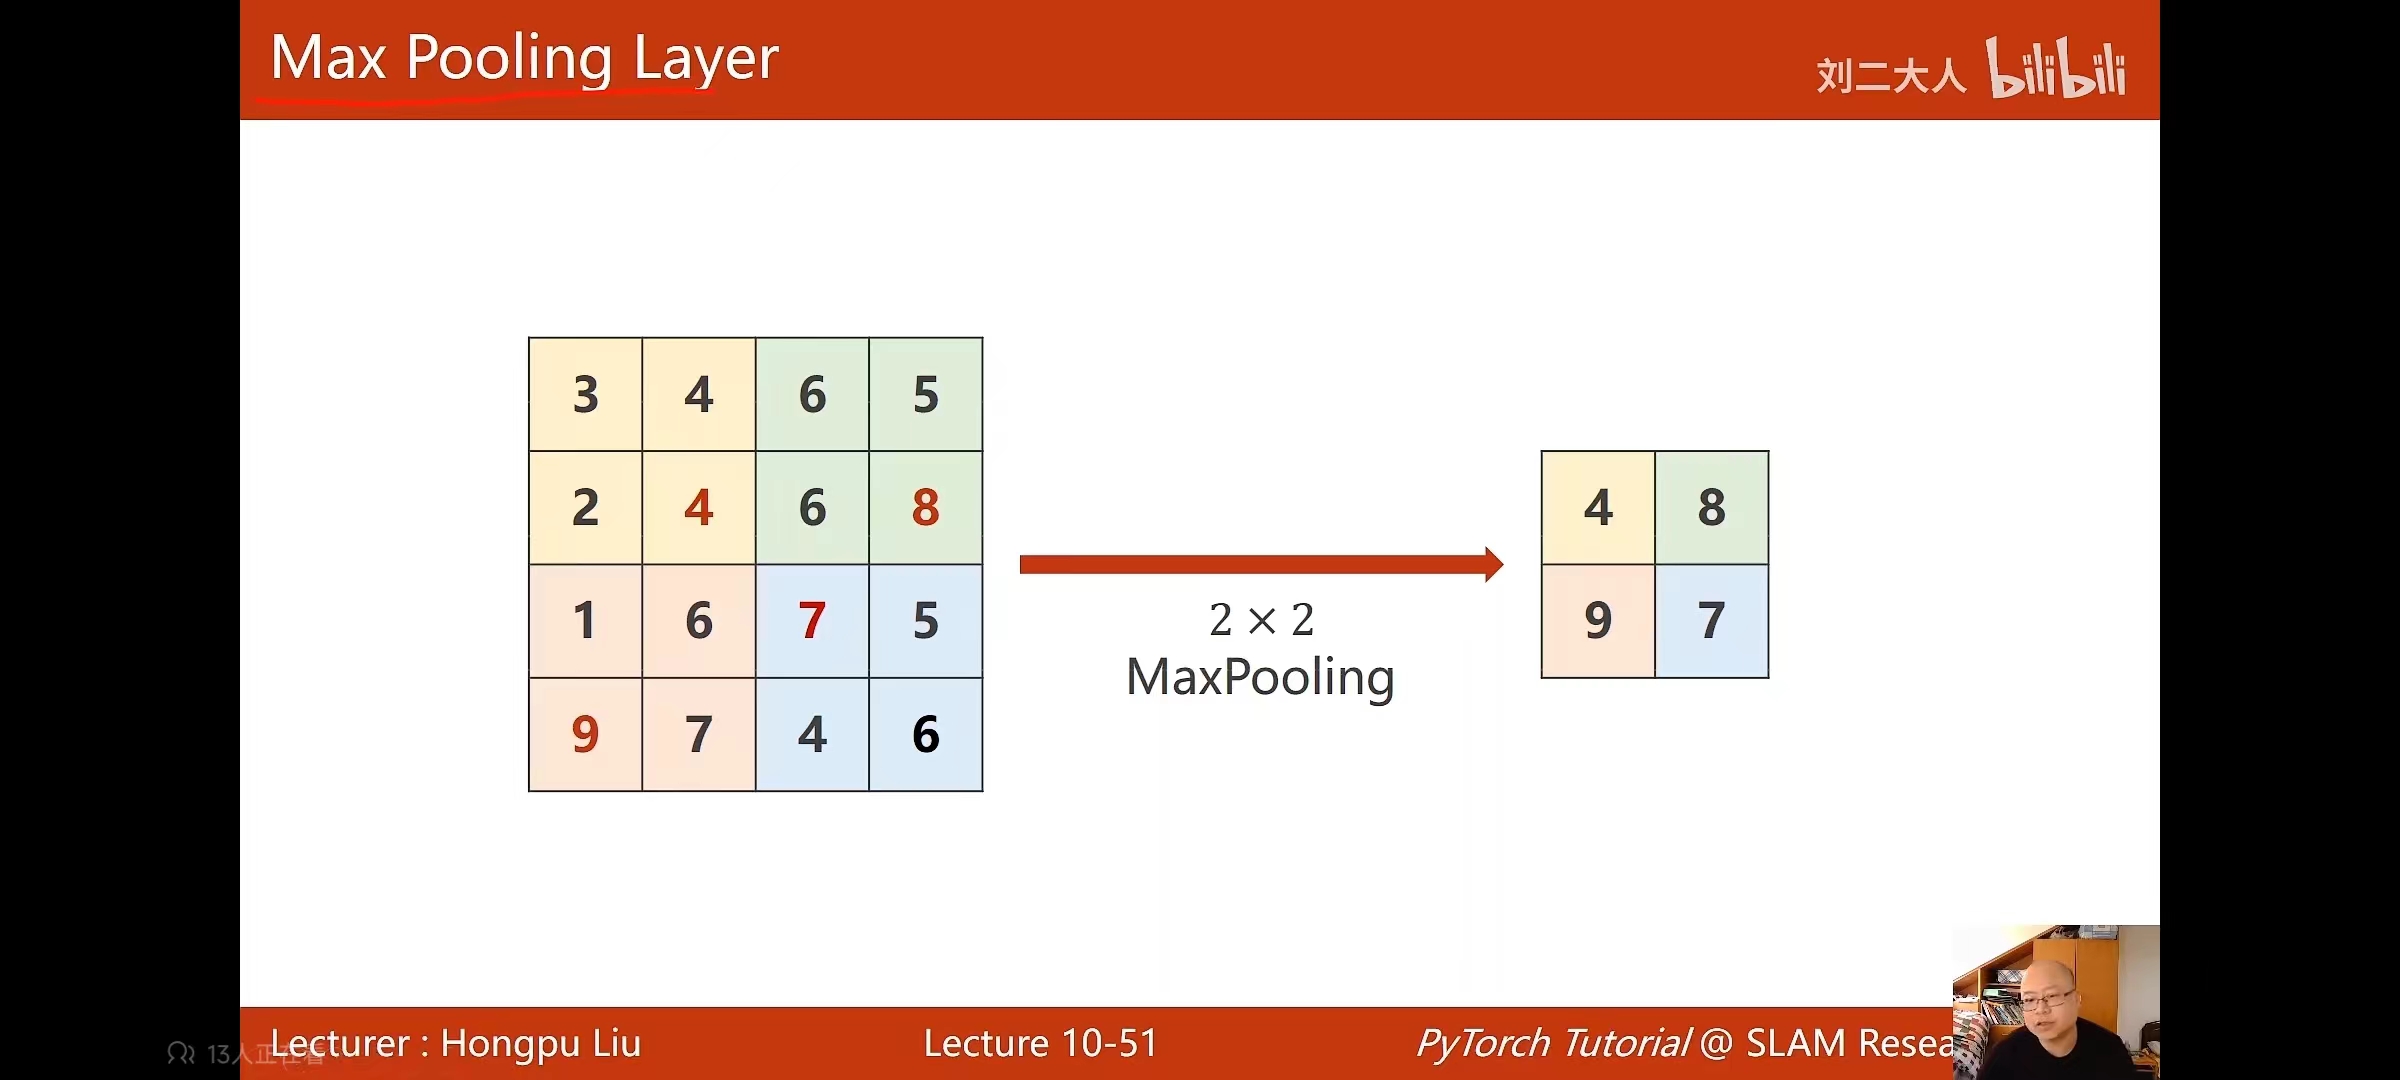 Max Pooling Layer
刘二大人 bilibili
3 4 6 5
2 4 6 8
1 6 7 5
9 7 4 6
2 × 2
MaxPooling
4 8
9 7
Lecturer : Hongpu Liu
Lecture 10-51
PyTorch Tutorial @ SLAM Resea
13人正在看